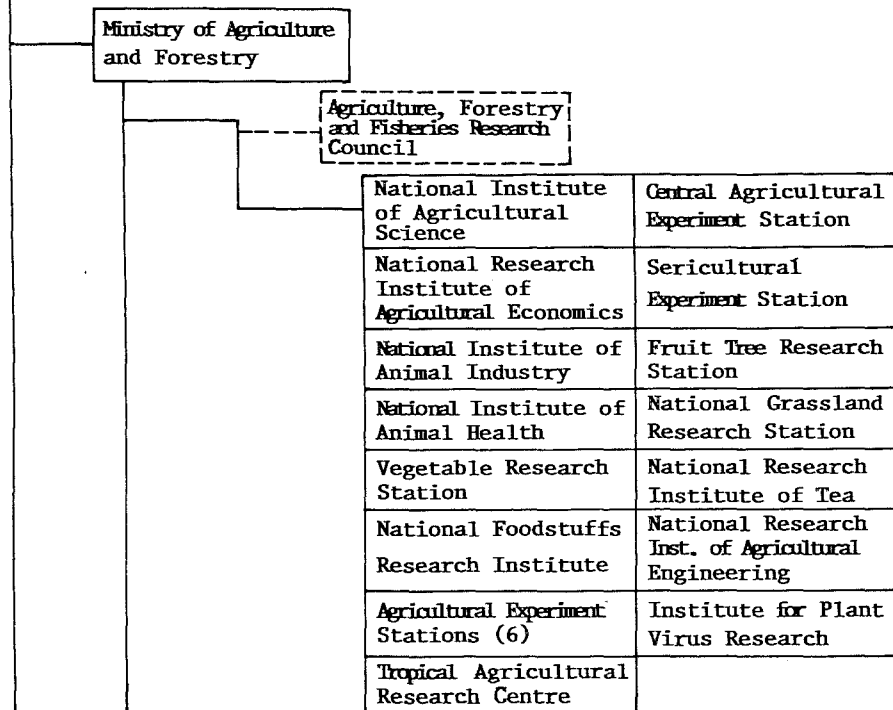 Ministry of Agriculture
and Forestry
Agriculture, Forestry
and Fisheries Research
Council
National Institute
of Agricultural
Science
Central Agricultural
Experiment Station
National Research
Institute of
Agricultural Economics
Sericultural
Experiment Station
National Institute of
Animal Industry
Fruit Tree Research
Station
National Institute of
Animal Health
National Grassland
Research Station
Vegetable Research
Station
National Research
Institute of Tea
National Foodstuffs
Research Institute
National Research
Inst. of Agricultural
Engineering
Agricultural Experiment
Stations (6)
Institute for Plant
Virus Research
Tropical Agricultural
Research Centre